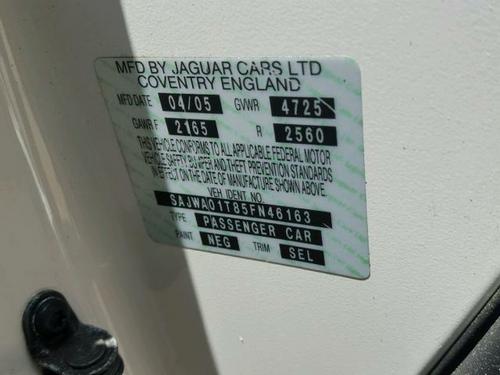 MFD BY JAGUAR CARS LTD
COVENTRY ENGLAND
MFD DATE 04/05 GVWR 4725
GAWR F 2165 R 2560
THIS VEHICLE CONFORMS TO ALL APPLICABLE FEDERAL MOTOR
VEHICLE SAFETY BUMPER AND THEFT PREVENTION STANDARDS
IN EFFECT ON THE DATE OF MANUFACTURE SHOWN ABOVE.
VEH. IDENT NO.
SAJWA01T85FN46163
TYPE PASSENGER CAR
PAINT NEG TRIM SEL